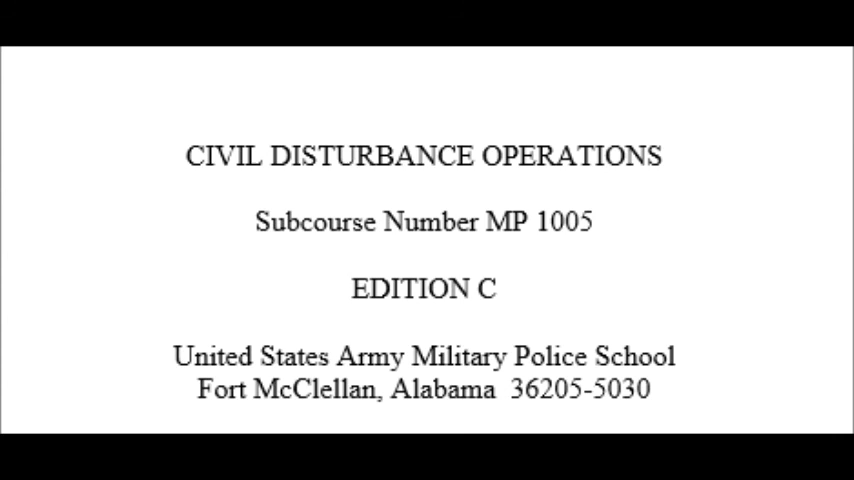 CIVIL DISTURBANCE OPERATIONS
Subcourse Number MP 1005
EDITION C
United States Army Military Police School
Fort McClellan, Alabama  36205-5030